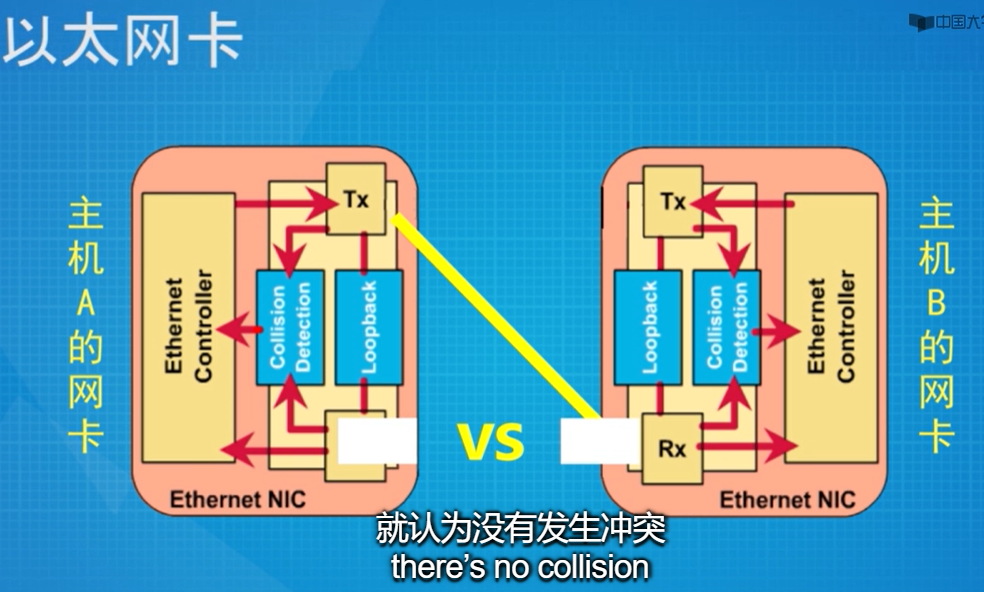 以太网卡
中国大
主机A的网卡
Ethernet Controller
Tx
Collision Detection
Loopback
Ethernet NIC
VS
Tx
Loopback
Collision Detection
Rx
Ethernet Controller
Ethernet NIC
主机B的网卡
就认为没有发生冲突
there's no collision